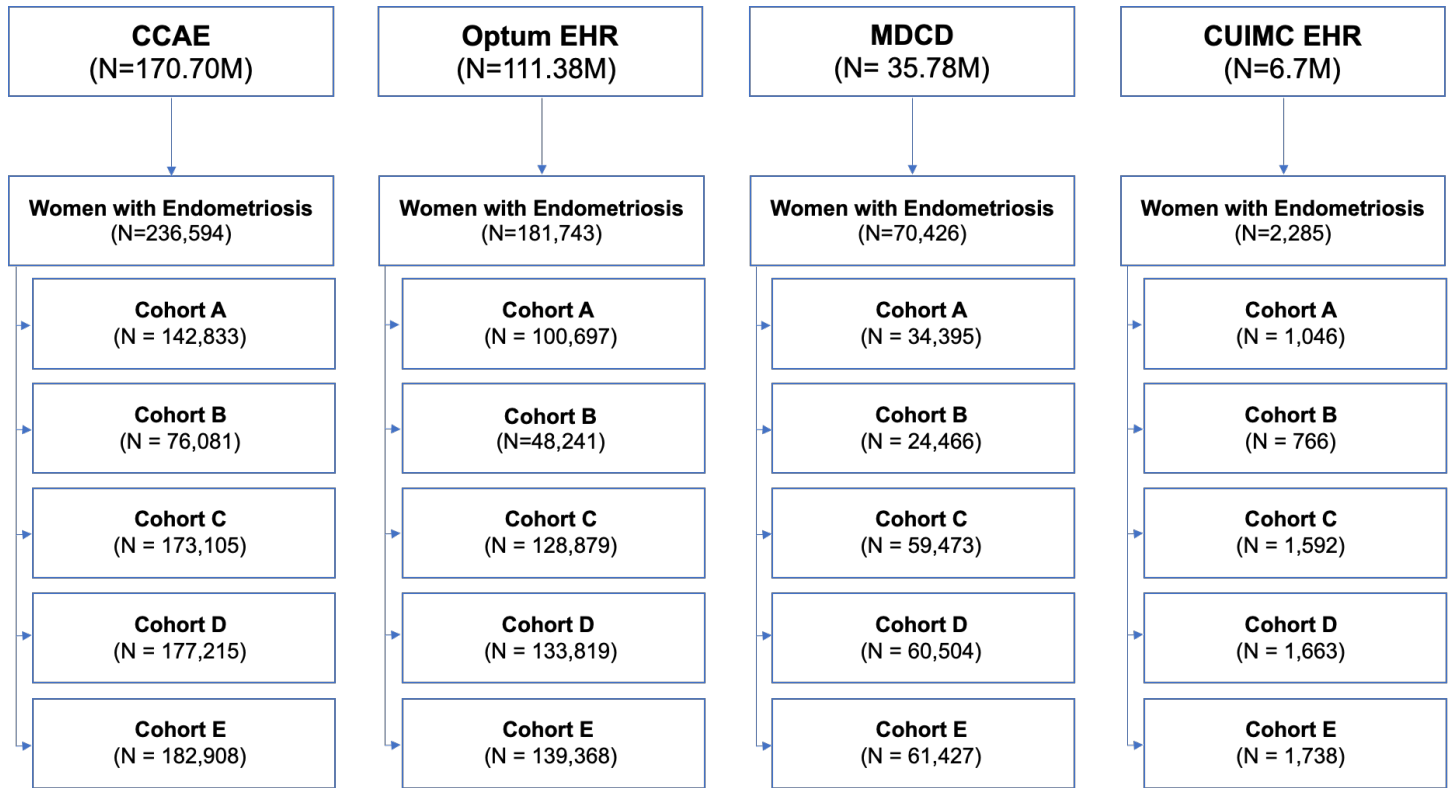 CCAE
(N=170.70M)
Women with Endometriosis
(N=236,594)
Cohort A
(N = 142,833)
Cohort B
(N = 76,081)
Cohort C
(N = 173,105)
Cohort D
(N = 177,215)
Cohort E
(N = 182,908)
Optum EHR
(N=111.38M)
Women with Endometriosis
(N=181,743)
Cohort A
(N = 100,697)
Cohort B
(N=48,241)
Cohort C
(N = 128,879)
Cohort D
(N = 133,819)
Cohort E
(N = 139,368)
MDCD
(N= 35.78M)
Women with Endometriosis
(N=70,426)
Cohort A
(N = 34,395)
Cohort B
(N = 24,466)
Cohort C
(N = 59,473)
Cohort D
(N = 60,504)
Cohort E
(N = 61,427)
CUIMC EHR
(N=6.7M)
Women with Endometriosis
(N=2,285)
Cohort A
(N = 1,046)
Cohort B
(N = 766)
Cohort C
(N = 1,592)
Cohort D
(N = 1,663)
Cohort E
(N = 1,738)